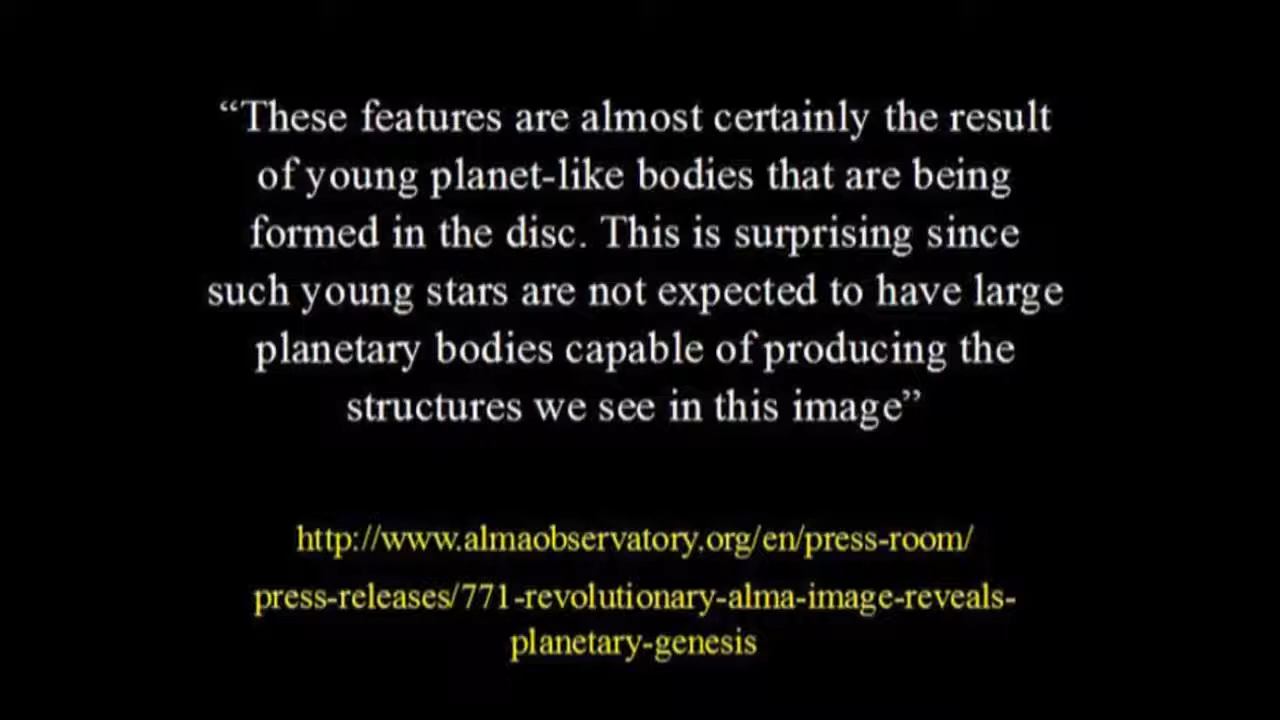 “These features are almost certainly the result
of young planet-like bodies that are being
formed in the disc. This is surprising since
such young stars are not expected to have large
planetary bodies capable of producing the
structures we see in this image”
http://www.almaobservatory.org/en/press-room/
press-releases/771-revolutionary-alma-image-reveals-
planetary-genesis